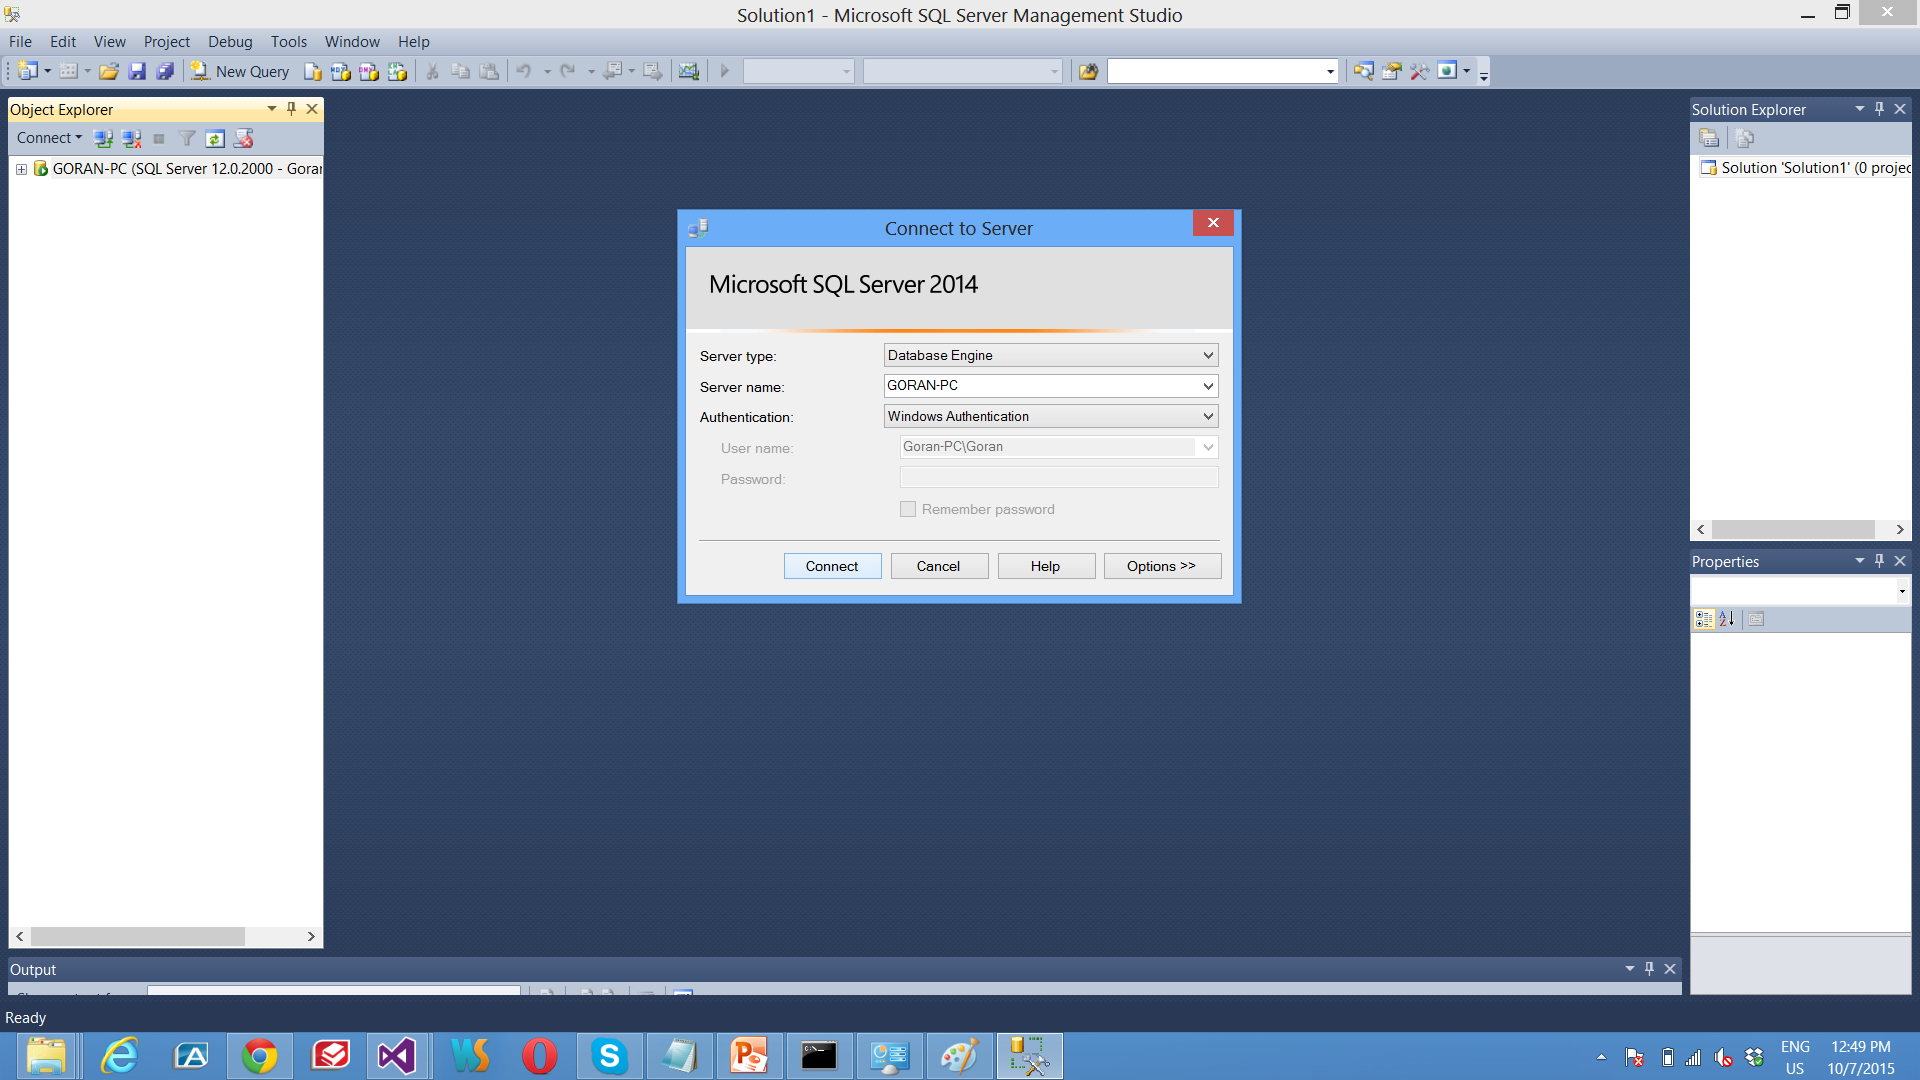 Solution1 - Microsoft SQL Server Management Studio
File Edit View Project Debug Tools Window Help
New Query
Object Explorer
Connect
GORAN-PC (SQL Server 12.0.2000 - Goran
Connect to Server
Microsoft SQL Server 2014
Server type: Database Engine
Server name: GORAN-PC
Authentication: Windows Authentication
User name: Goran-PC\Goran
Password:
Remember password
Connect Cancel Help Options >>
Solution Explorer
Solution 'Solution1' (0 projec
Properties
Output
Ready
ENG
US
12:49 PM
10/7/2015